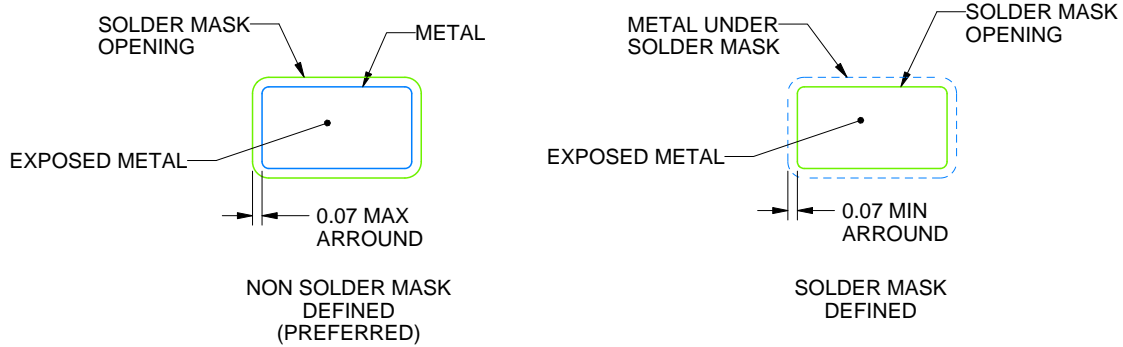 SOLDER MASK
OPENING
METAL
EXPOSED METAL
0.07 MAX
ARROUND
NON SOLDER MASK
DEFINED
(PREFERRED)
METAL UNDER
SOLDER MASK
SOLDER MASK
OPENING
EXPOSED METAL
0.07 MIN
ARROUND
SOLDER MASK
DEFINED